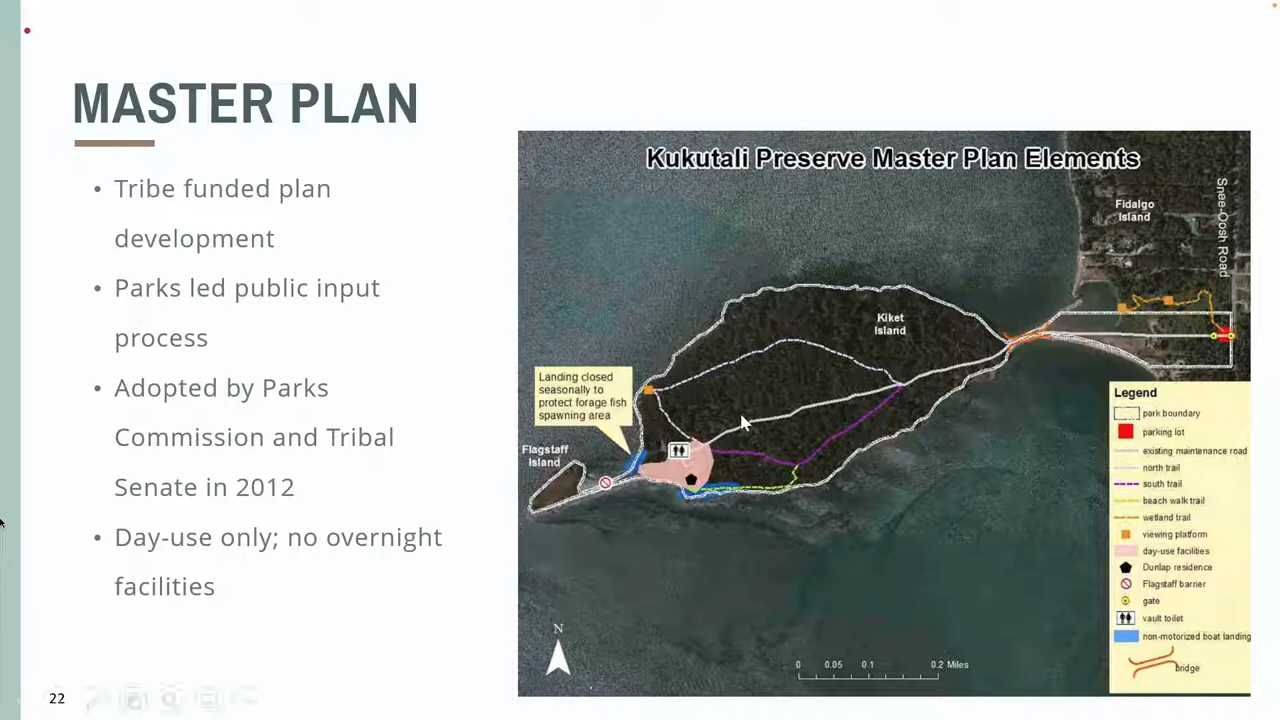 MASTER PLAN
• Tribe funded plan
development
• Parks led public input
process
• Adopted by Parks
Commission and Tribal
Senate in 2012
• Day-use only; no overnight
facilities
22
Kukutali Preserve Master Plan Elements
Fidalgo
Island
Snee-Oosh Road
Kiket
Island
Landing closed
seasonally to
protect forage fish
spawning area
Flagstaff
Island
N
0 0.05 0.1 0.2 Miles
Legend
park boundary
parking lot
existing maintenance road
north trail
south trail
beach walk trail
wetland trail
viewing platform
day-use facilities
Dunlap residence
Flagstaff barrier
gate
vault toilet
non-motorized boat landing
bridge